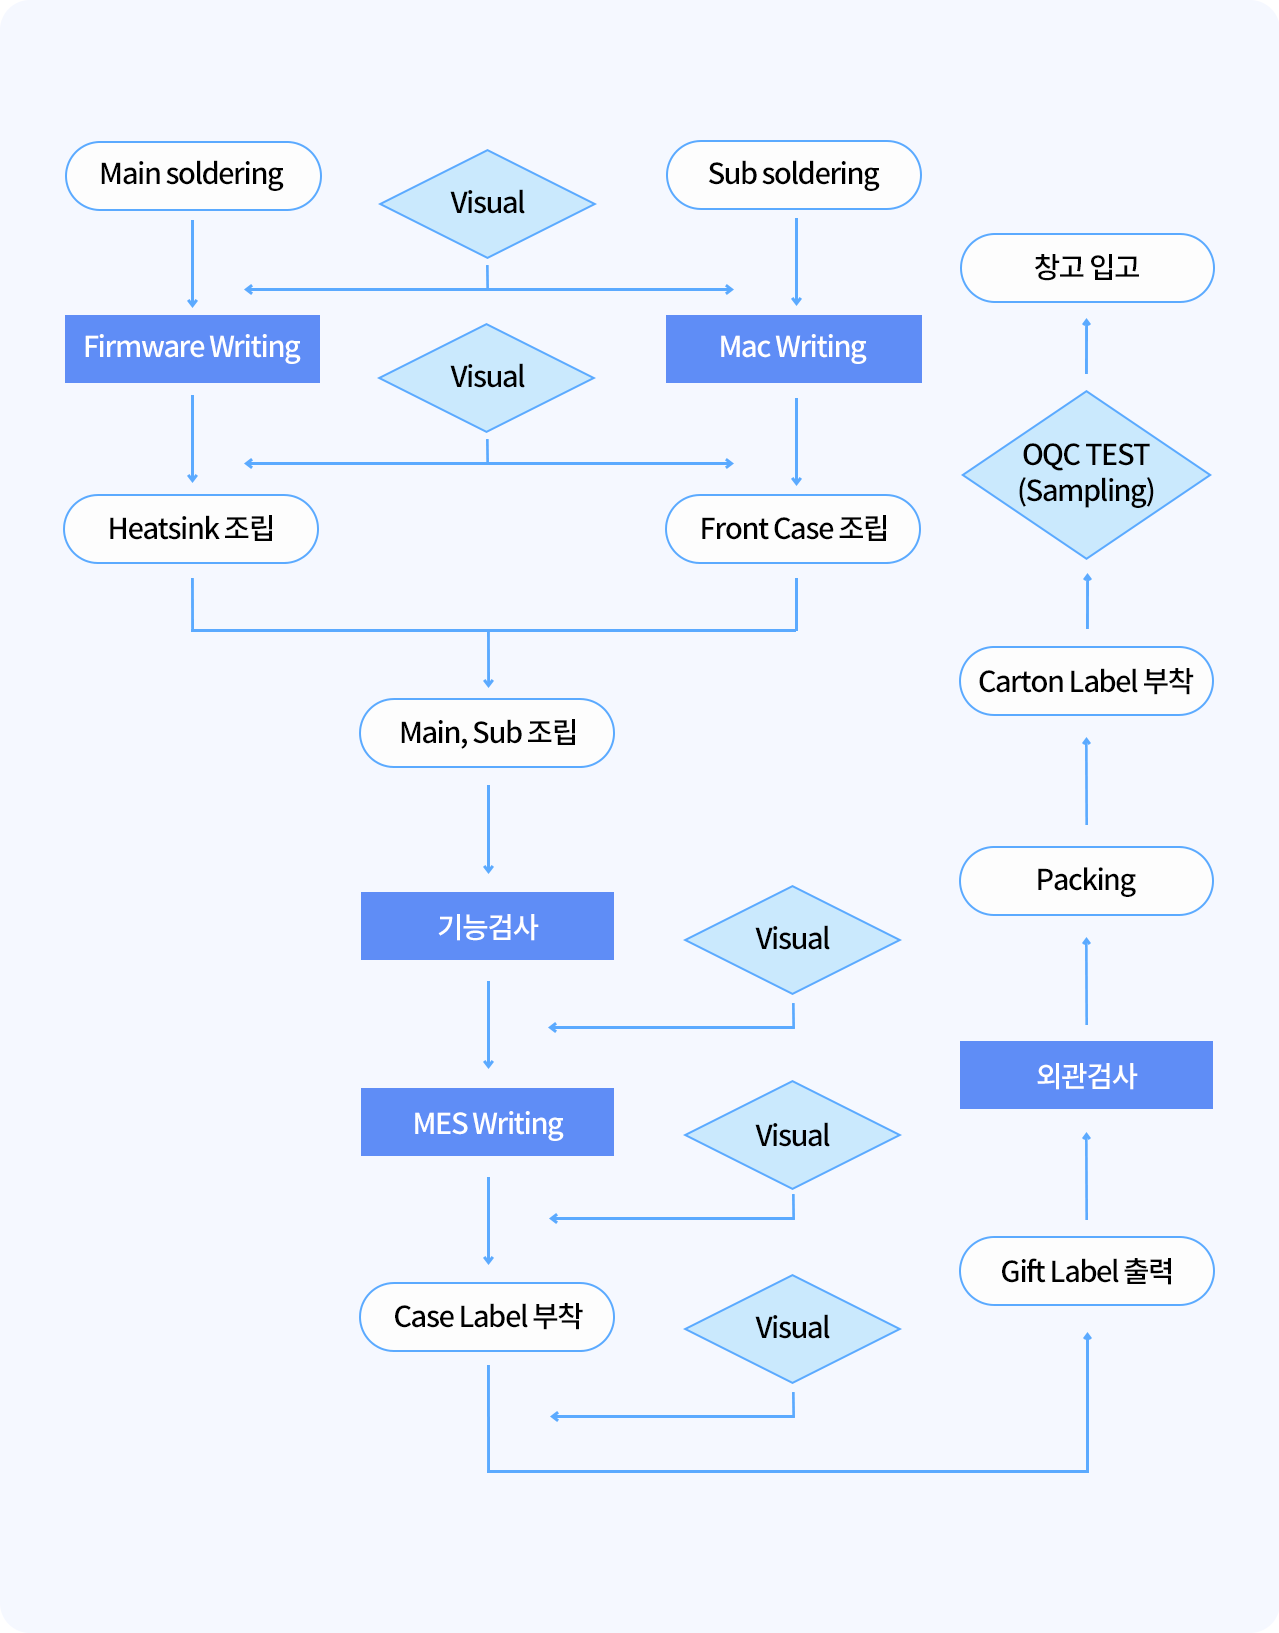 Main soldering
Visual
Sub soldering
Firmware Writing
Visual
Mac Writing
Heatsink 조립
Front Case 조립
Main, Sub 조립
기능검사
Visual
MES Writing
Visual
Case Label 부착
Visual
Gift Label 출력
외관검사
Packing
Carton Label 부착
OQC TEST
(Sampling)
창고 입고